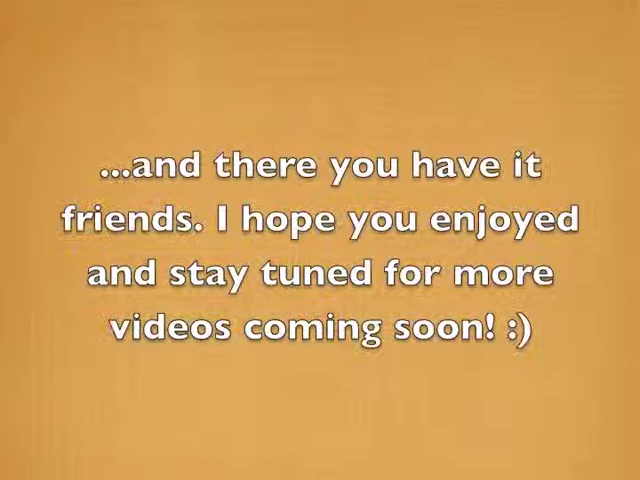 ...and there you have it
friends. I hope you enjoyed
and stay tuned for more
videos coming soon! :)